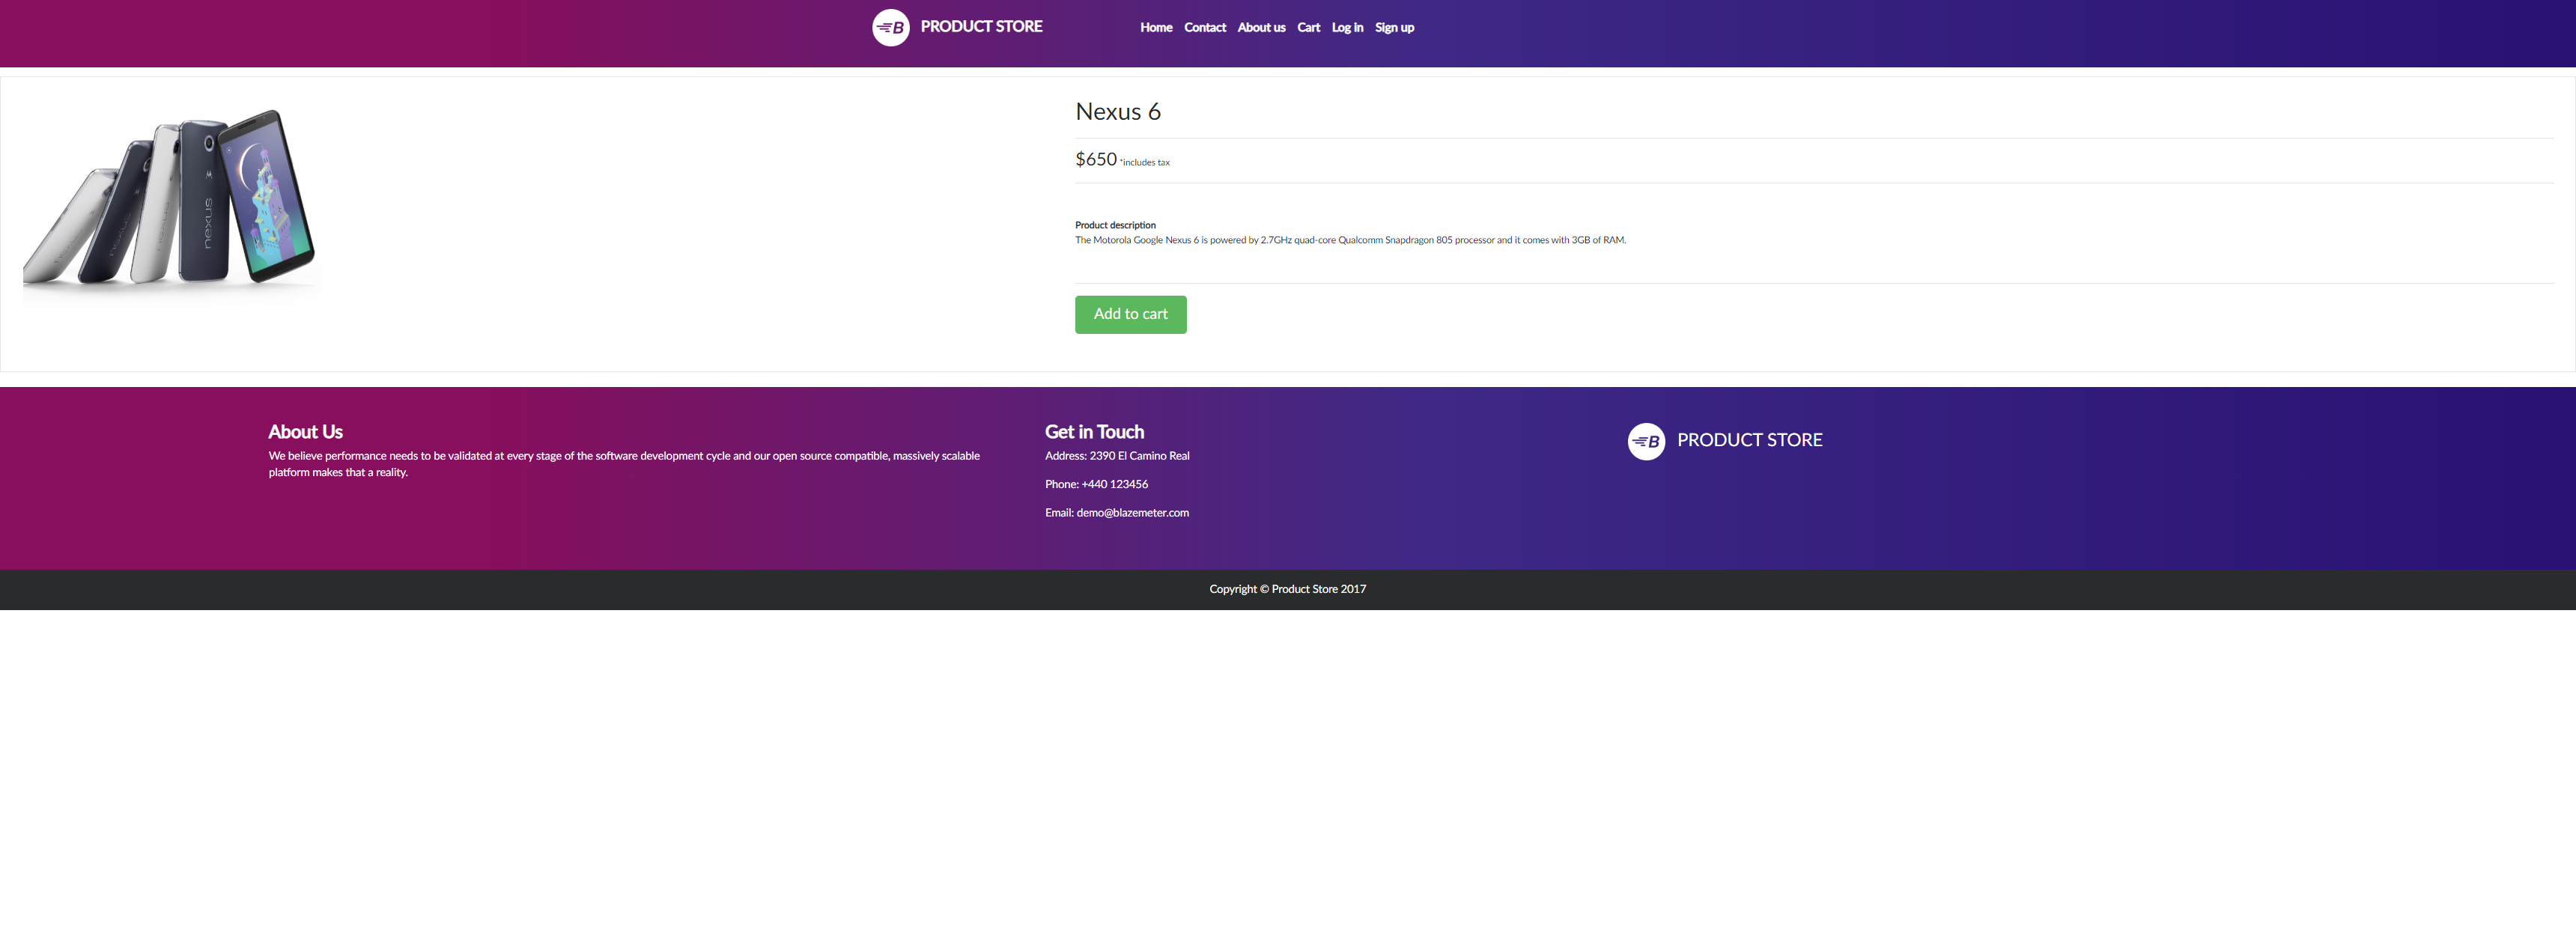 PRODUCT STORE
Home Contact About us Cart Log in Sign up
nexus
Nexus 6
$650 *includes tax
Product description
The Motorola Google Nexus 6 is powered by 2.7GHz quad-core Qualcomm Snapdragon 805 processor and it comes with 3GB of RAM.
Add to cart
About Us
We believe performance needs to be validated at every stage of the software development cycle and our open source compatible, massively scalable
platform makes that a reality.
Get in Touch
Address: 2390 El Camino Real
Phone: +440 123456
Email: demo@blazemeter.com
PRODUCT STORE
Copyright © Product Store 2017